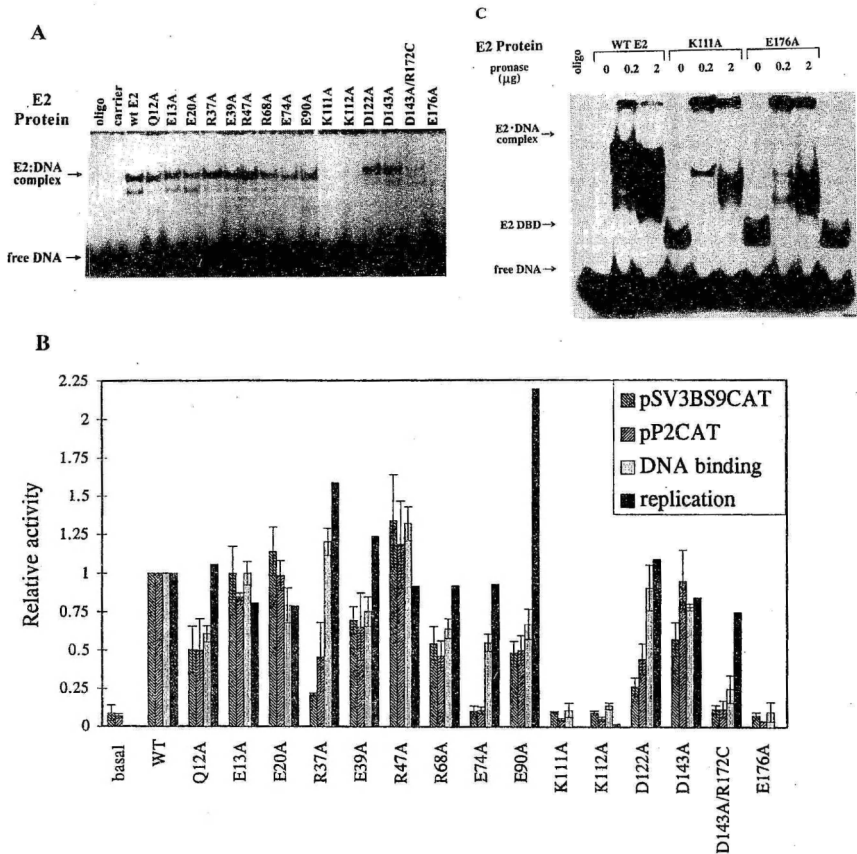 A
E2
Protein
oligo
carrier
wt E2
Q12A
E13A
E20A
R37A
E39A
R47A
R68A
E74A
E90A
K111A
K112A
D122A
D143A
D143A/R172C
E176A
E2:DNA
complex
free DNA
C
E2 Protein
oligo
WT E2
K111A
E176A
pronase
(µg)
0 0.2 2 0 0.2 2 0 0.2 2
E2·DNA
complex
E2 DBD
free DNA
B
Relative activity
2.25
2
1.75
1.5
1.25
1
0.75
0.5
0.25
0
pSV3BS9CAT
pP2CAT
DNA binding
replication
basal
WT
Q12A
E13A
E20A
R37A
E39A
R47A
R68A
E74A
E90A
K111A
K112A
D122A
D143A
D143A/R172C
E176A